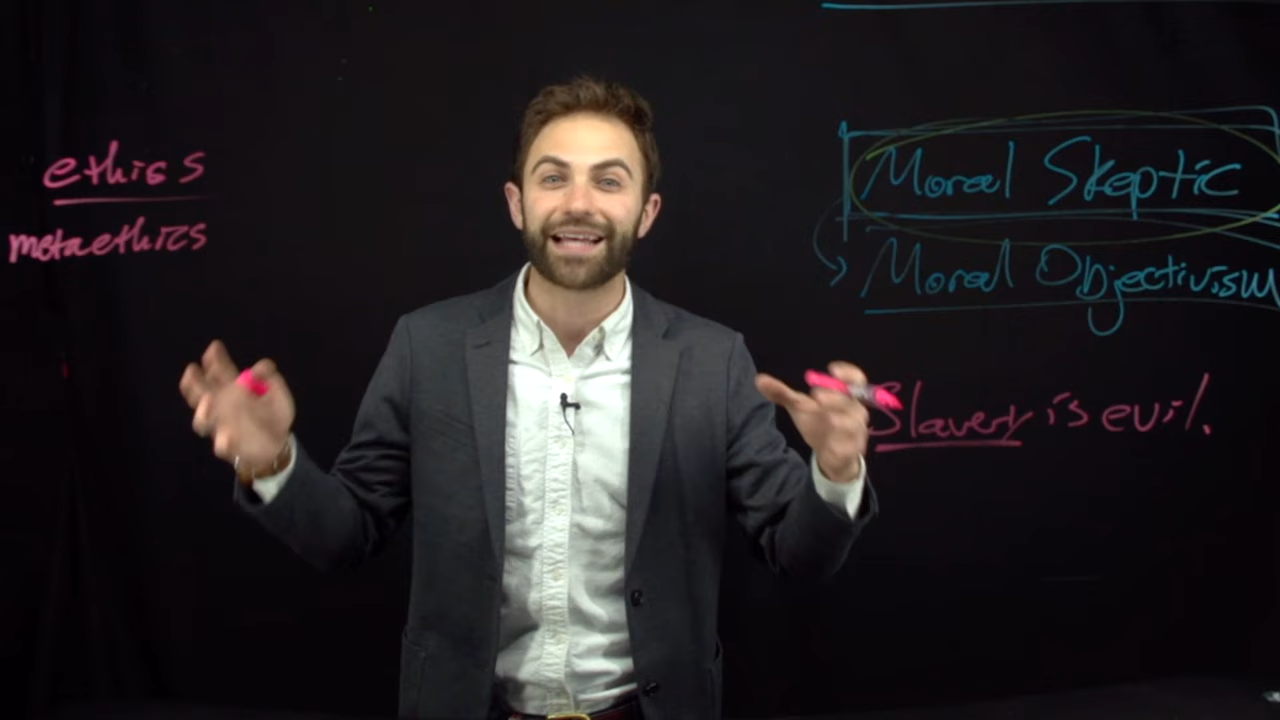 ethics
metaethics
Moral Skeptic
Moral Objectivism
Slavery is evil.